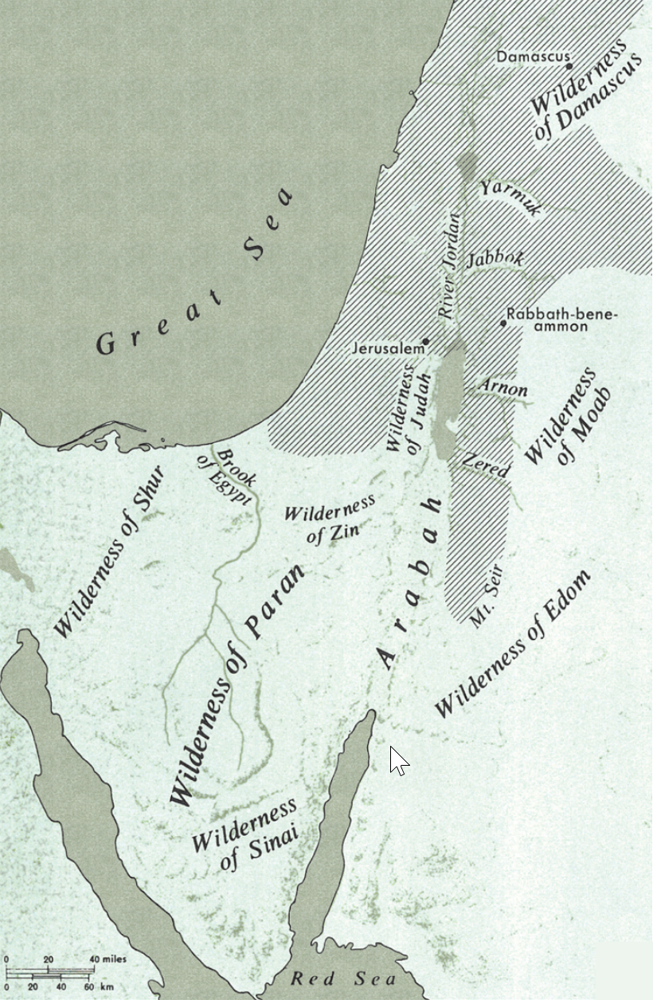 Damascus
Wilderness
of Damascus
Yarmuk
Great Sea
River Jordan
Jabbok
Rabbath-bene-
ammon
Jerusalem
Wilderness
of Judah
Arnon
Wilderness
of Moab
Brook
of Egypt
Zered
Wilderness of Shur
Wilderness
of Zin
Arabah
Wilderness of Paran
Mt. Seir
Wilderness of Edom
Wilderness
of Sinai
0 20 40 miles
0 20 40 60 km
Red Sea